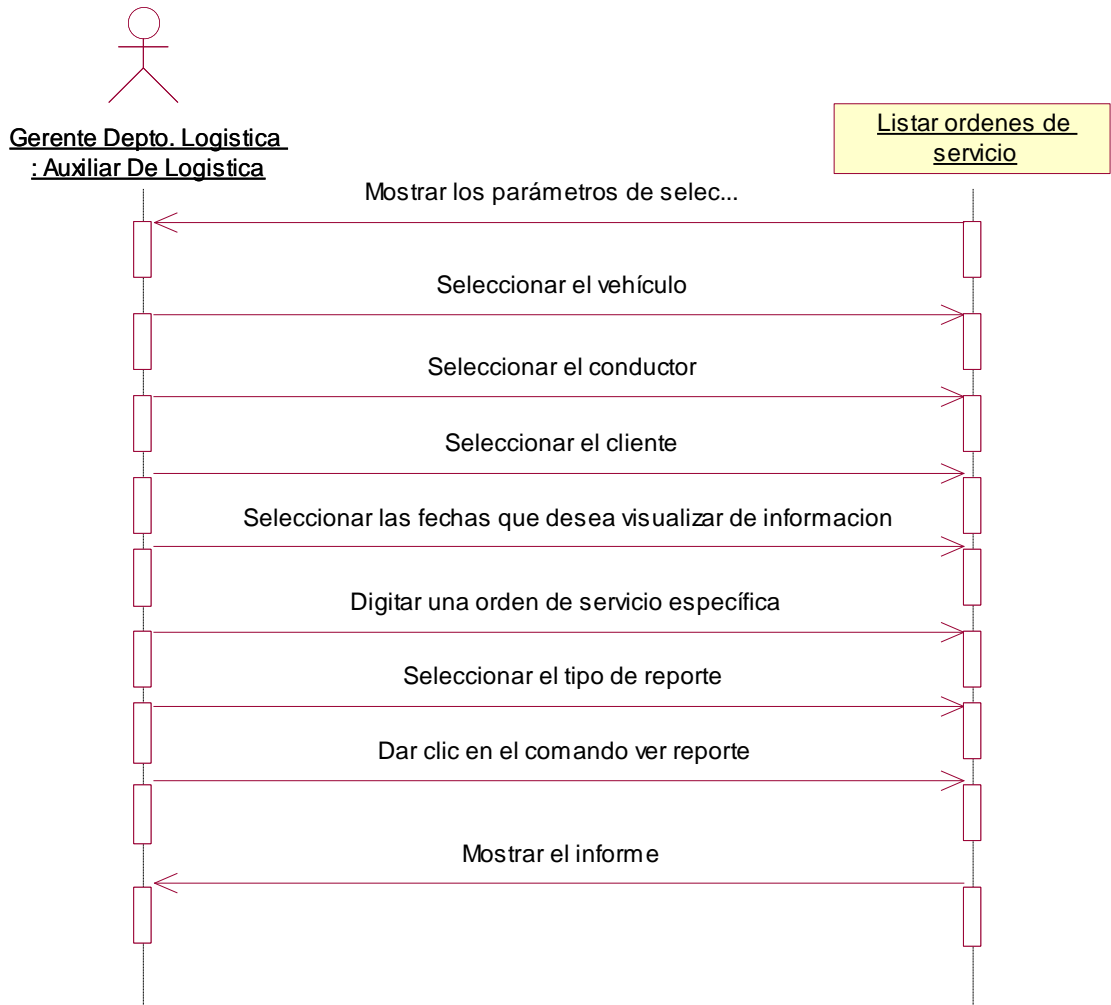 Gerente Depto. Logistica
: Auxiliar De Logistica
Listar ordenes de
servicio
Mostrar los parámetros de selec...
Seleccionar el vehículo
Seleccionar el conductor
Seleccionar el cliente
Seleccionar las fechas que desea visualizar de informacion
Digitar una orden de servicio específica
Seleccionar el tipo de reporte
Dar clic en el comando ver reporte
Mostrar el informe